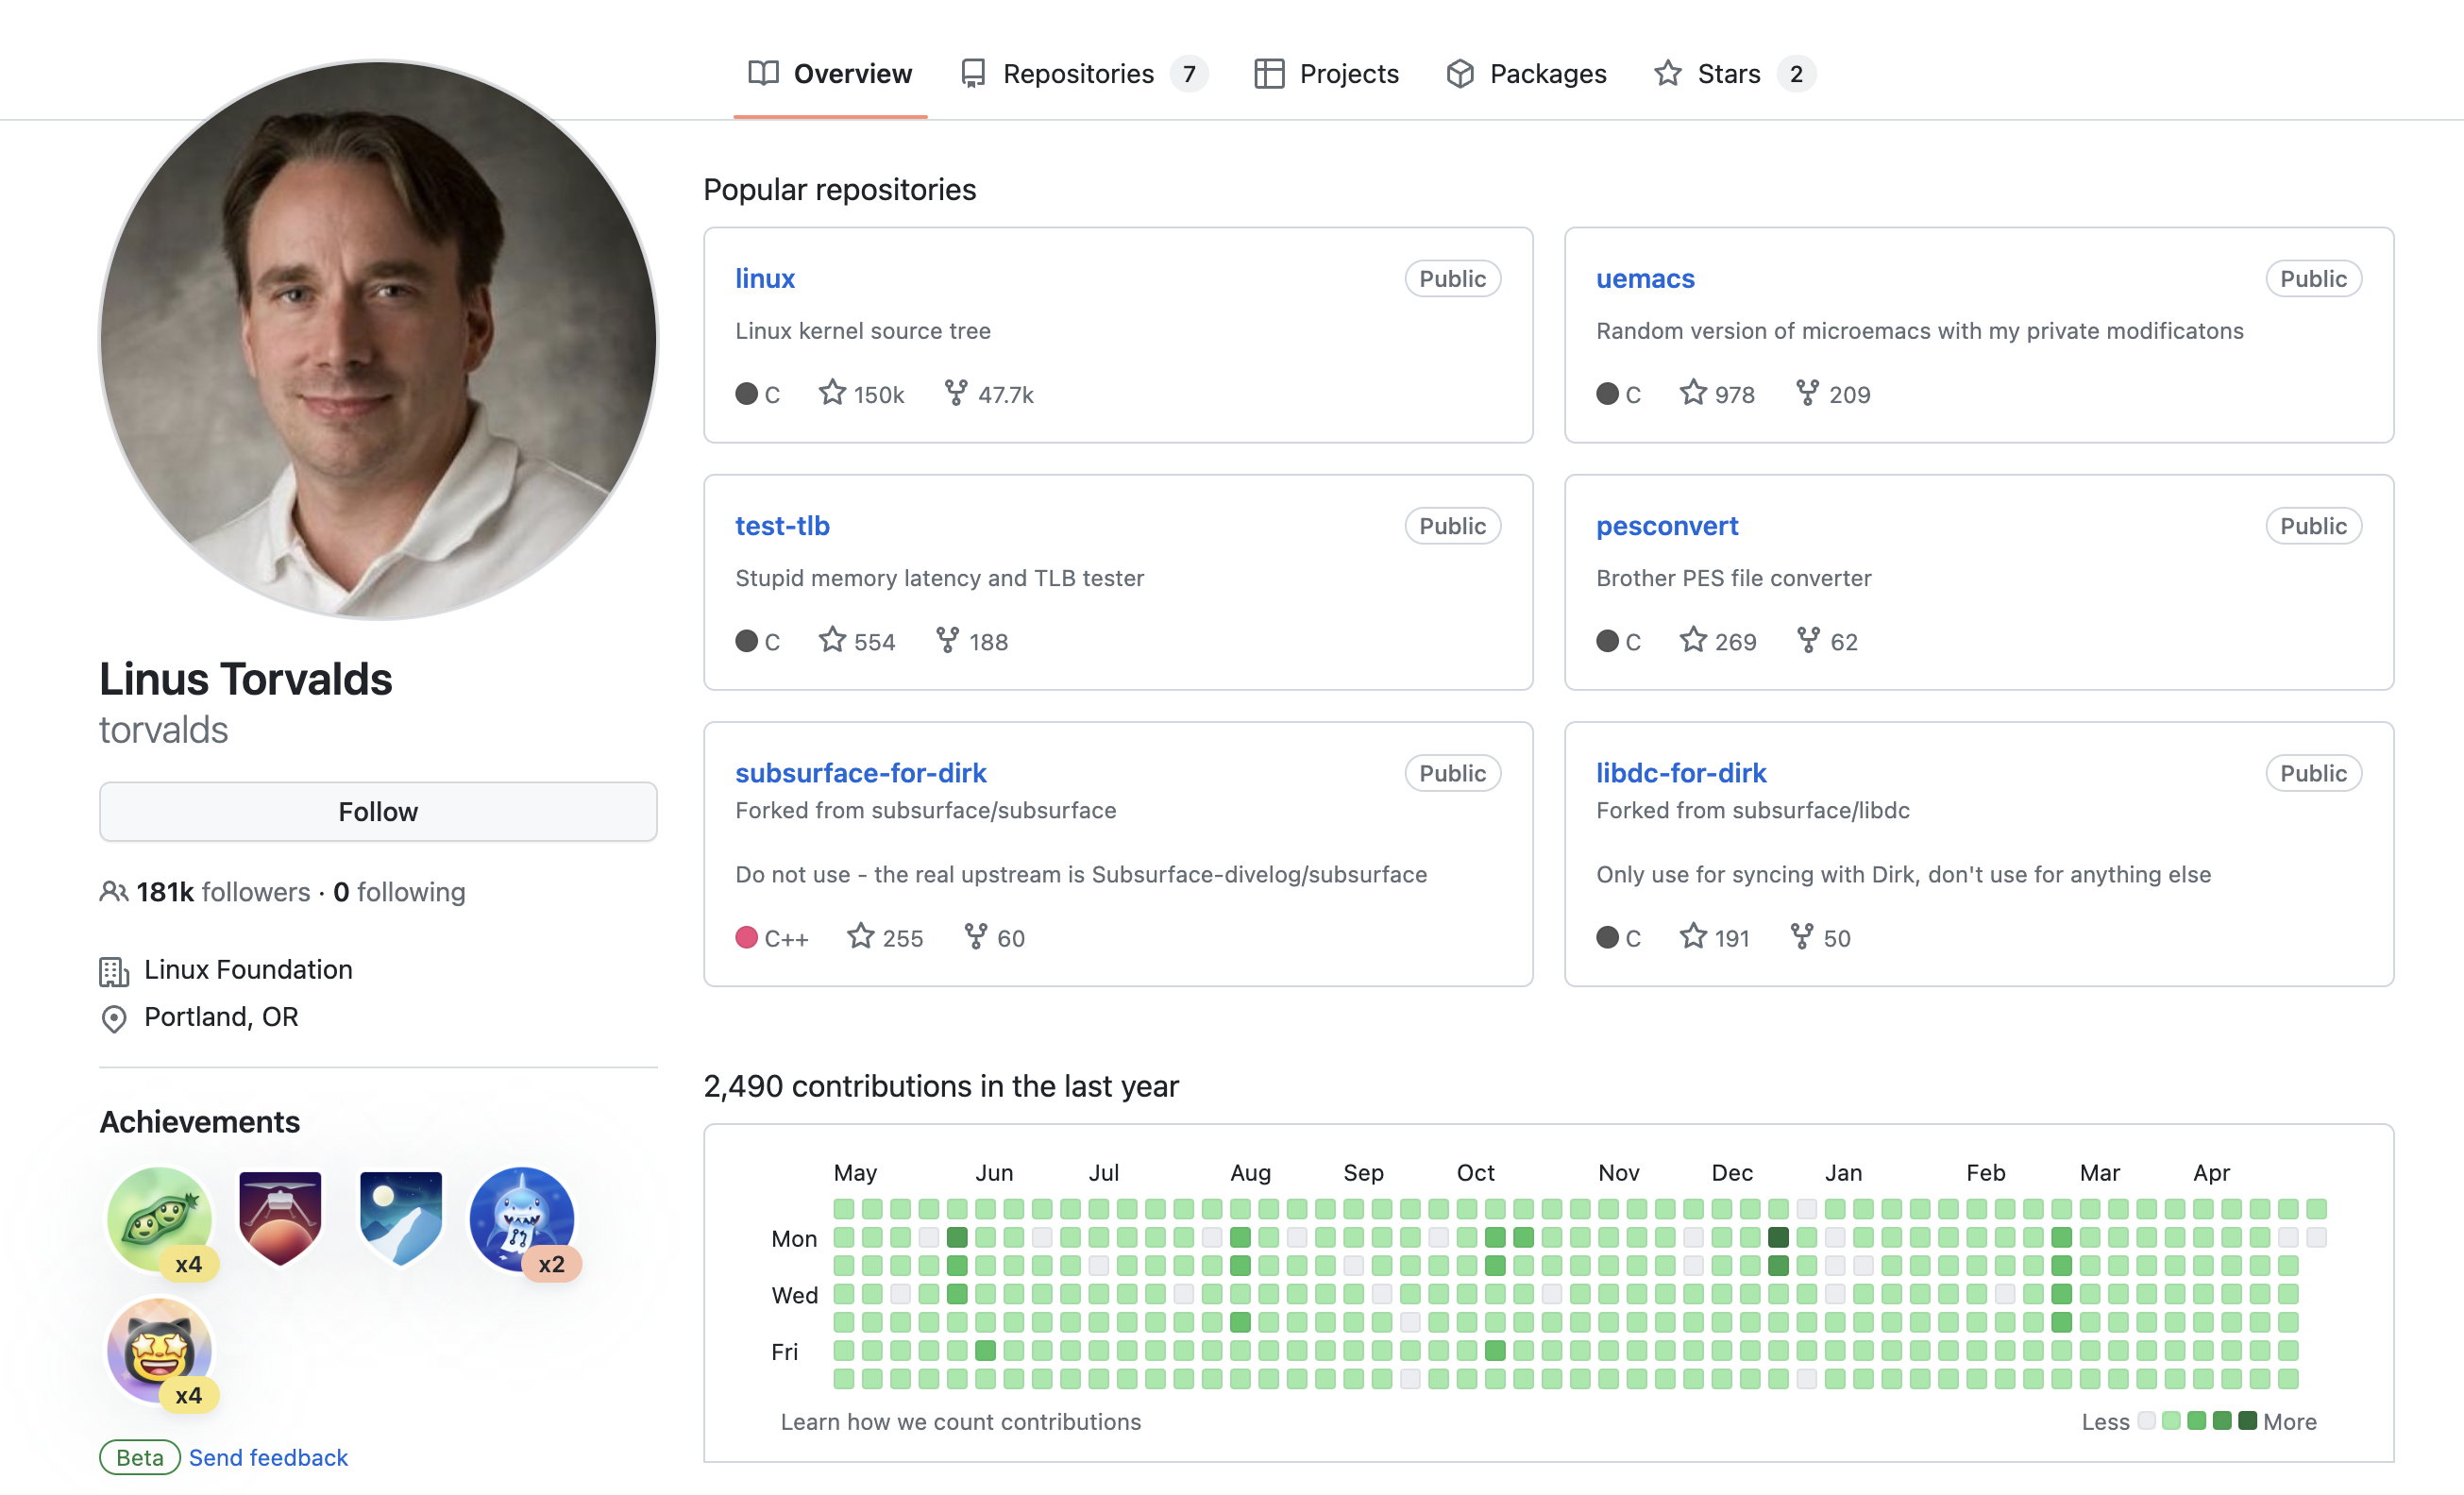 Overview Repositories 7 Projects Packages Stars 2
Linus Torvalds
torvalds
Follow
181k followers · 0 following
Linux Foundation
Portland, OR
Achievements
x4
x2
x4
Beta Send feedback
Popular repositories
linux Public
Linux kernel source tree
C 150k 47.7k
uemacs Public
Random version of microemacs with my private modificatons
C 978 209
test-tlb Public
Stupid memory latency and TLB tester
C 554 188
pesconvert Public
Brother PES file converter
C 269 62
subsurface-for-dirk Public
Forked from subsurface/subsurface
Do not use - the real upstream is Subsurface-divelog/subsurface
C++ 255 60
libdc-for-dirk Public
Forked from subsurface/libdc
Only use for syncing with Dirk, don't use for anything else
C 191 50
2,490 contributions in the last year
May Jun Jul Aug Sep Oct Nov Dec Jan Feb Mar Apr
Mon
Wed
Fri
Learn how we count contributions
Less More